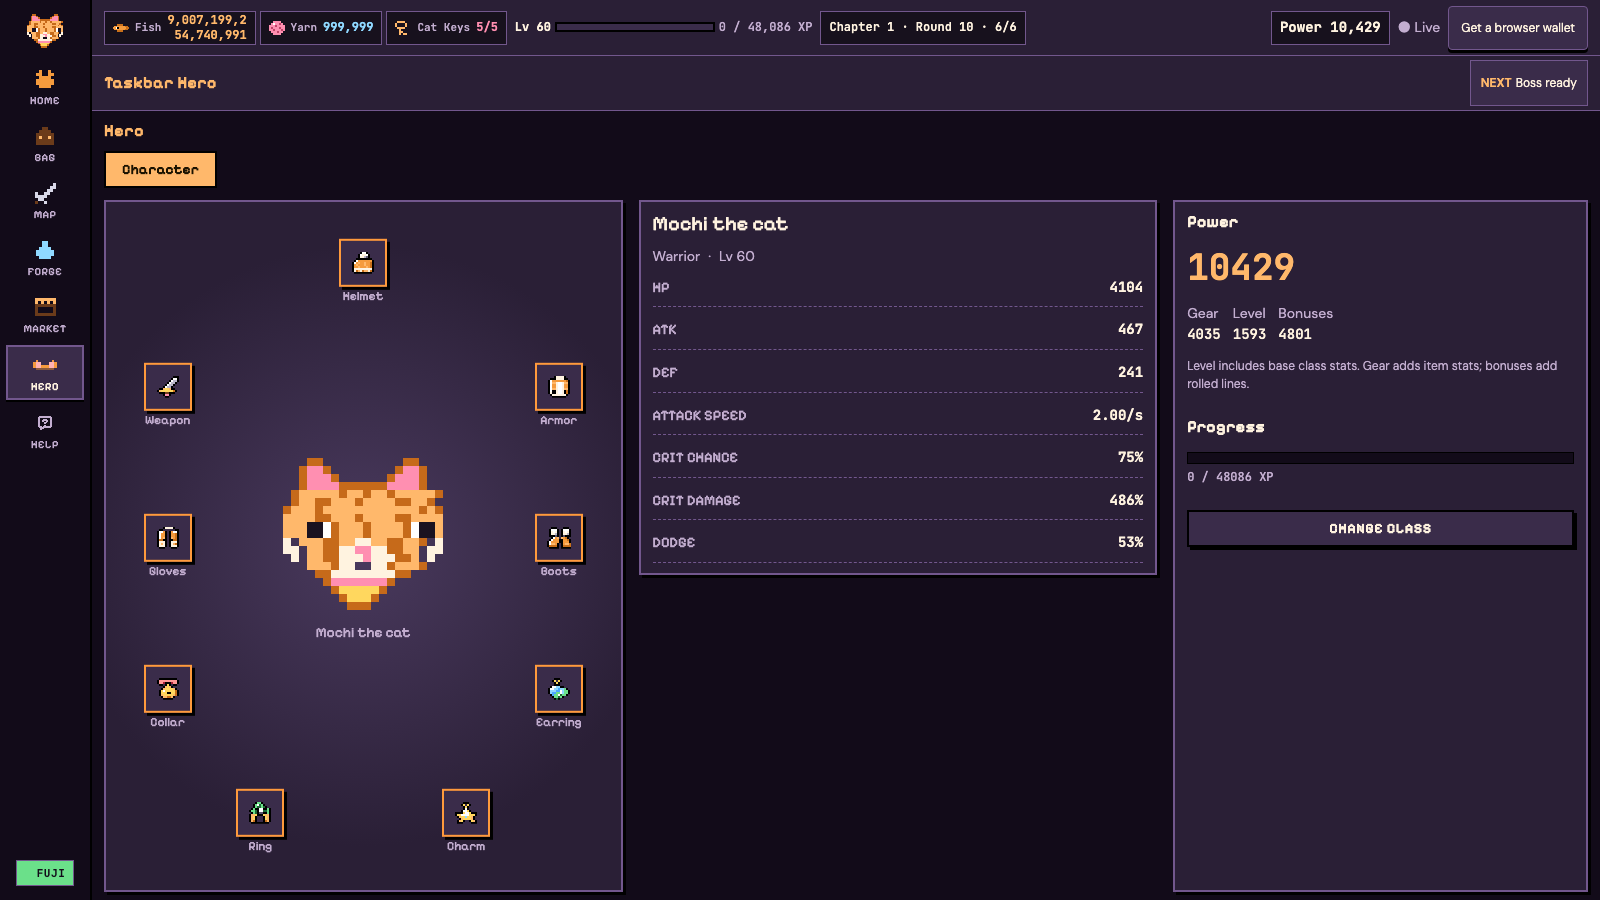 Fish 9,007,199,2
54,740,991
Yarn 999,999
Cat Keys 5/5
Lv 60
0 / 48,086 XP
Chapter 1 · Round 10 · 6/6
Power 10,429
Live
Get a browser wallet
HOME
BAG
MAP
FORGE
MARKET
HERO
HELP
FUJI
Taskbar Hero
NEXT Boss ready
Hero
Character
Helmet
Weapon
Armor
Gloves
Boots
Mochi the cat
Collar
Earring
Ring
Charm
Mochi the cat
Warrior · Lv 60
HP 4104
ATK 467
DEF 241
ATTACK SPEED 2.00/s
CRIT CHANCE 75%
CRIT DAMAGE 486%
DODGE 53%
Power
10429
Gear Level Bonuses
4035 1593 4801
Level includes base class stats. Gear adds item stats; bonuses add
rolled lines.
Progress
0 / 48086 XP
CHANGE CLASS